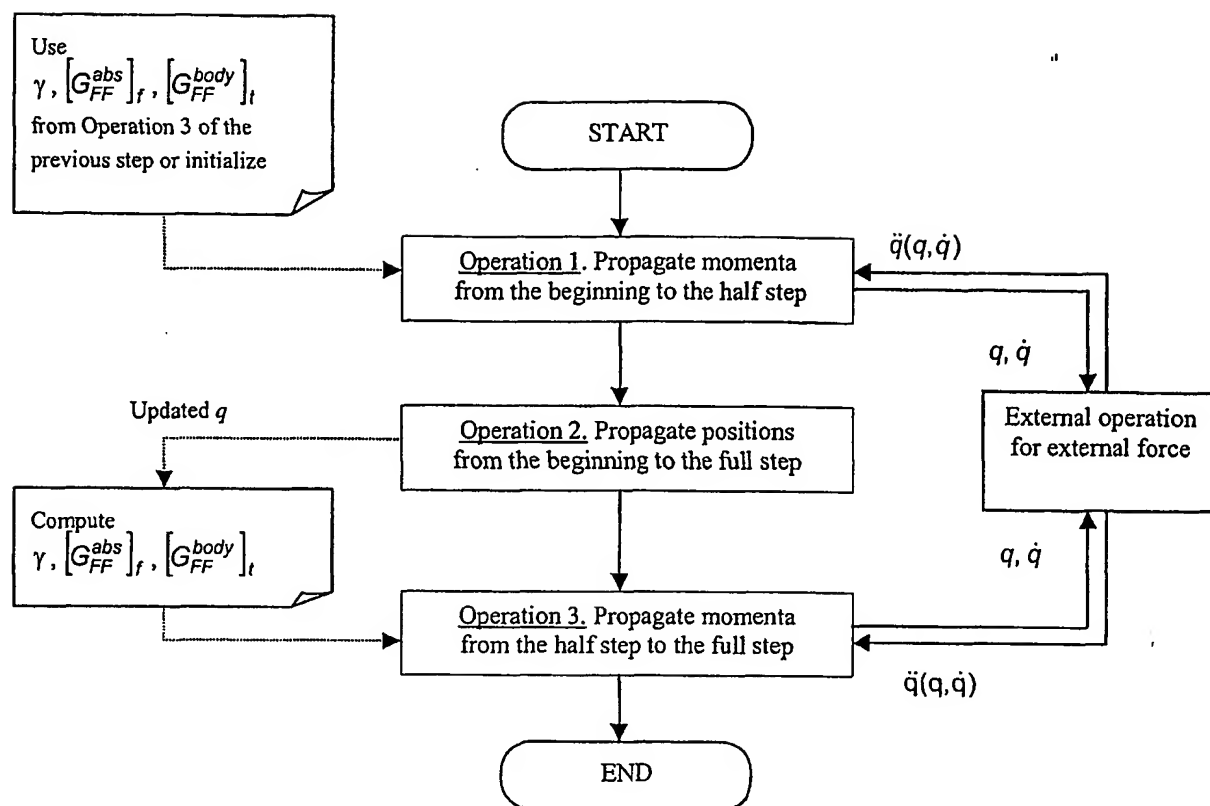 Use
γ, [G_FF^abs]_f, [G_FF^body]_t
from Operation 3 of the
previous step or initialize
START
Operation 1. Propagate momenta
from the beginning to the half step
q̈(q,q̇)
q, q̇
Updated q
Operation 2. Propagate positions
from the beginning to the full step
External operation
for external force
Compute
γ, [G_FF^abs]_f, [G_FF^body]_t
q, q̇
Operation 3. Propagate momenta
from the half step to the full step
q̈(q,q̇)
END